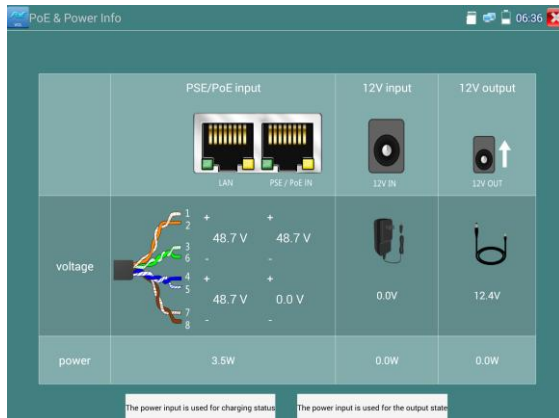 PoE & Power Info
06:36
PSE/PoE input
12V input
12V output
LAN
PSE / PoE IN
12V IN
12V OUT
voltage
1
2
3
6
4
5
7
8
+
+
48.7 V
48.7 V
-
-
+
+
48.7 V
0.0 V
-
-
0.0V
12.4V
power
3.5W
0.0W
0.0W
The power input is used for charging status
The power input is used for the output state